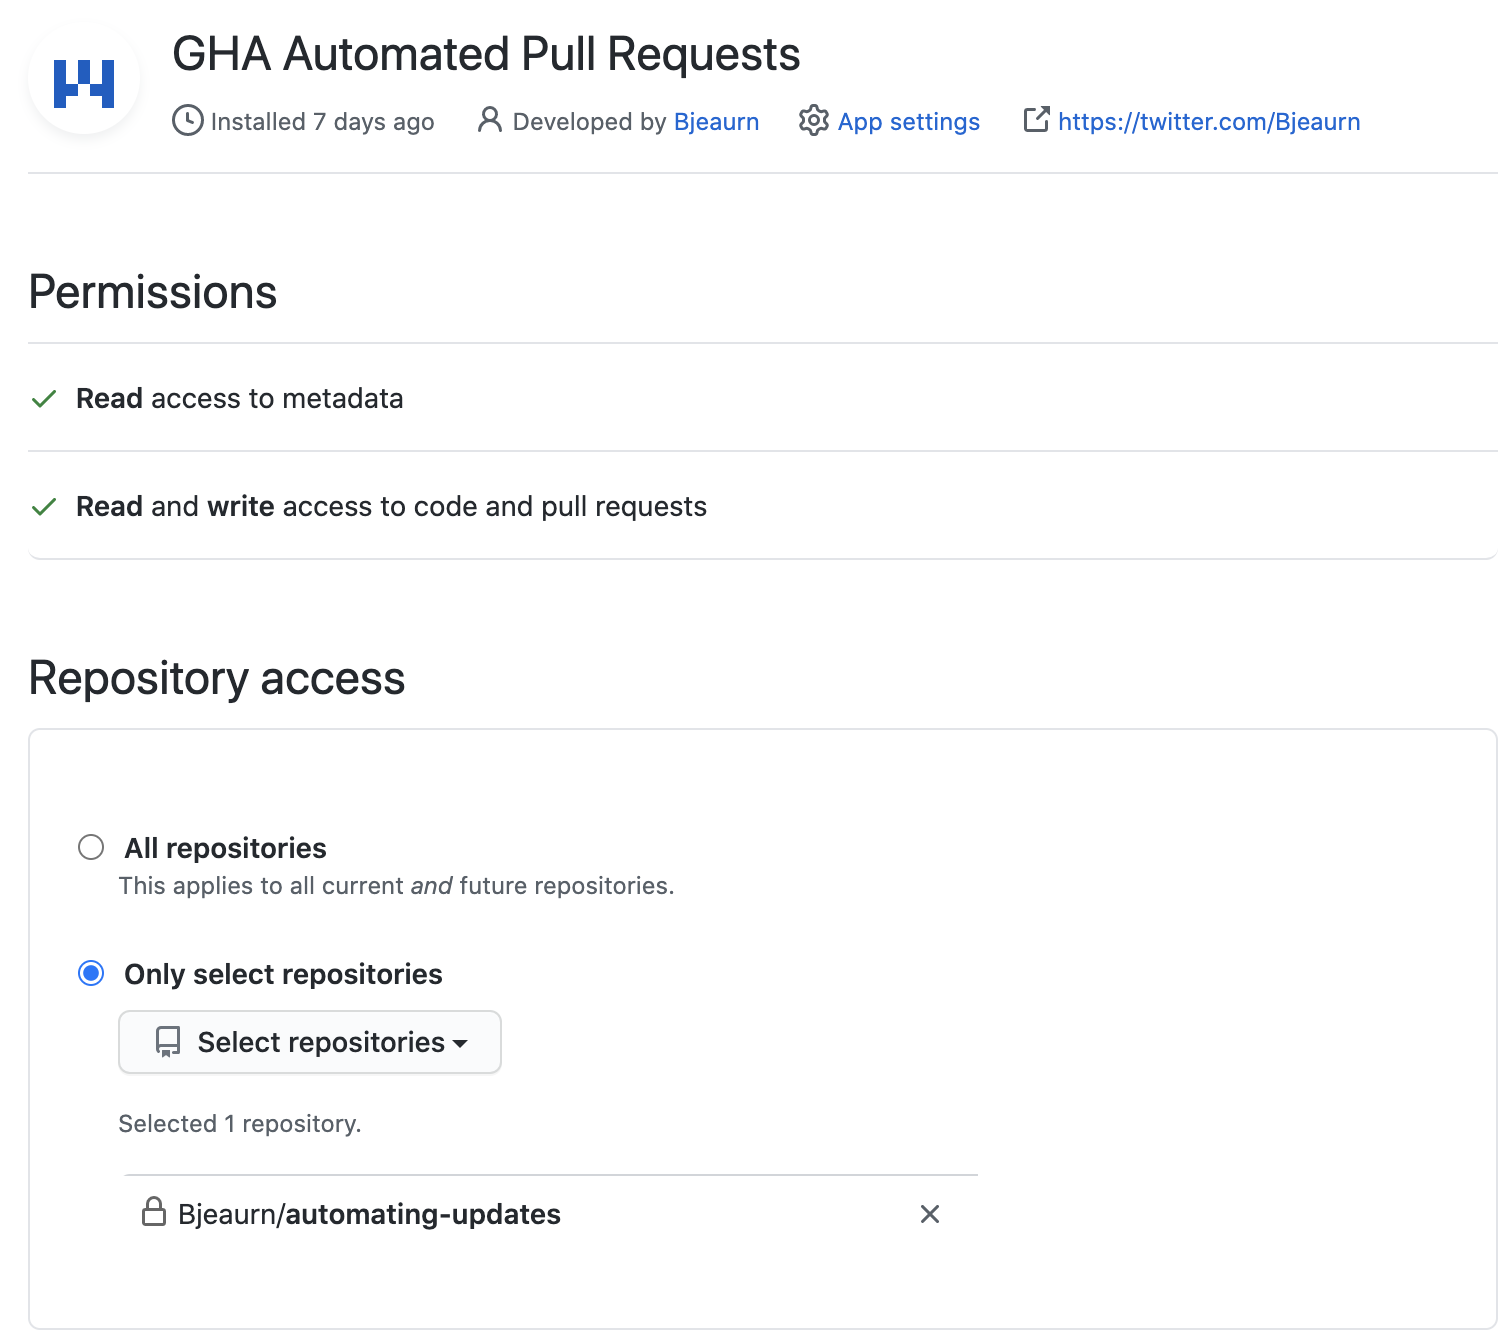 GHA Automated Pull Requests
Installed 7 days ago Developed by Bjeaurn App settings https://twitter.com/Bjeaurn
Permissions
Read access to metadata
Read and write access to code and pull requests
Repository access
All repositories
This applies to all current and future repositories.
Only select repositories
Select repositories
Selected 1 repository.
Bjeaurn/automating-updates